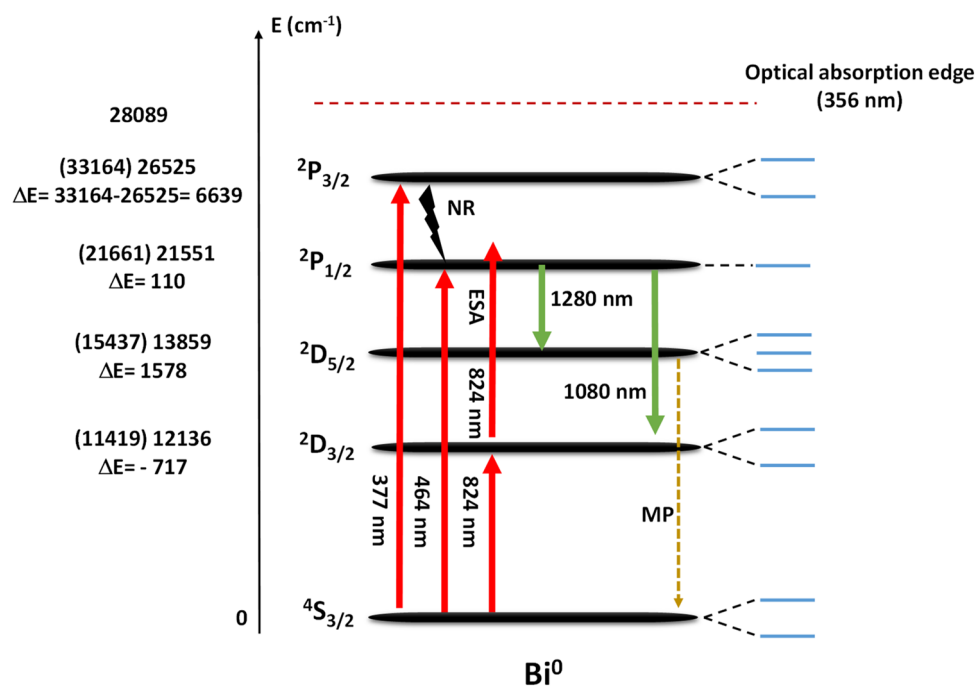 E (cm⁻¹)
Optical absorption edge
(356 nm)
28089
(33164) 26525
ΔE= 33164-26525= 6639
²P₃/₂
NR
(21661) 21551
ΔE= 110
²P₁/₂
ESA
1280 nm
(15437) 13859
ΔE= 1578
²D₅/₂
824 nm
1080 nm
(11419) 12136
ΔE= - 717
²D₃/₂
377 nm
464 nm
824 nm
MP
0
⁴S₃/₂
Bi⁰